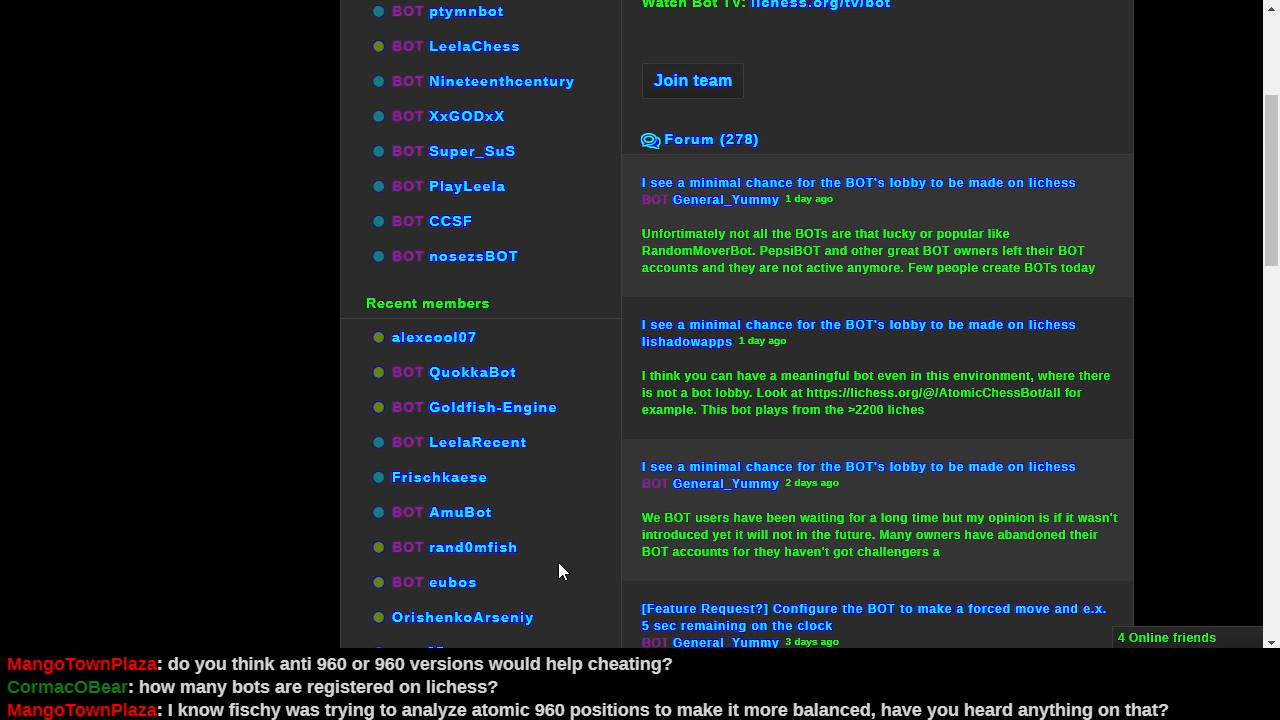 BOT ptymnbot
BOT LeelaChess
BOT Nineteenthcentury
BOT XxGODxX
BOT Super_SuS
BOT PlayLeela
BOT CCSF
BOT nosezsBOT
Recent members
alexcool07
BOT QuokkaBot
BOT Goldfish-Engine
BOT LeelaRecent
Frischkaese
BOT AmuBot
BOT rand0mfish
BOT eubos
OrishenkoArseniy
Watch Bot TV: lichess.org/tv/bot
Join team
Forum (278)
I see a minimal chance for the BOT's lobby to be made on lichess
BOT General_Yummy 1 day ago
Unfortimately not all the BOTs are that lucky or popular like
RandomMoverBot. PepsiBOT and other great BOT owners left their BOT
accounts and they are not active anymore. Few people create BOTs today
I see a minimal chance for the BOT's lobby to be made on lichess
lishadowapps 1 day ago
I think you can have a meaningful bot even in this environment, where there
is not a bot lobby. Look at https://lichess.org/@/AtomicChessBot/all for
example. This bot plays from the >2200 liches
I see a minimal chance for the BOT's lobby to be made on lichess
BOT General_Yummy 2 days ago
We BOT users have been waiting for a long time but my opinion is if it wasn't
introduced yet it will not in the future. Many owners have abandoned their
BOT accounts for they haven't got challengers a
[Feature Request?] Configure the BOT to make a forced move and e.x.
5 sec remaining on the clock
BOT General_Yummy 3 days ago
4 Online friends
MangoTownPlaza: do you think anti 960 or 960 versions would help cheating?
CormacOBear: how many bots are registered on lichess?
MangoTownPlaza: I know fischy was trying to analyze atomic 960 positions to make it more balanced, have you heard anything on that?